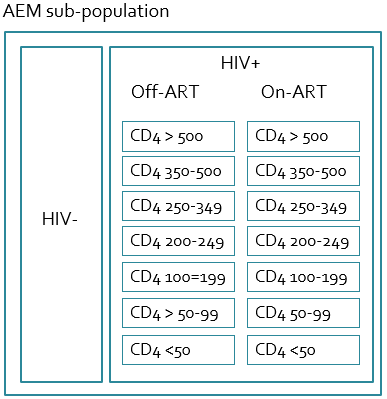 AEM sub-population
HIV-
HIV+
Off-ART
On-ART
CD4 > 500
CD4 > 500
CD4 350-500
CD4 350-500
CD4 250-349
CD4 250-349
CD4 200-249
CD4 200-249
CD4 100=199
CD4 100-199
CD4 > 50-99
CD4 50-99
CD4 <50
CD4 <50